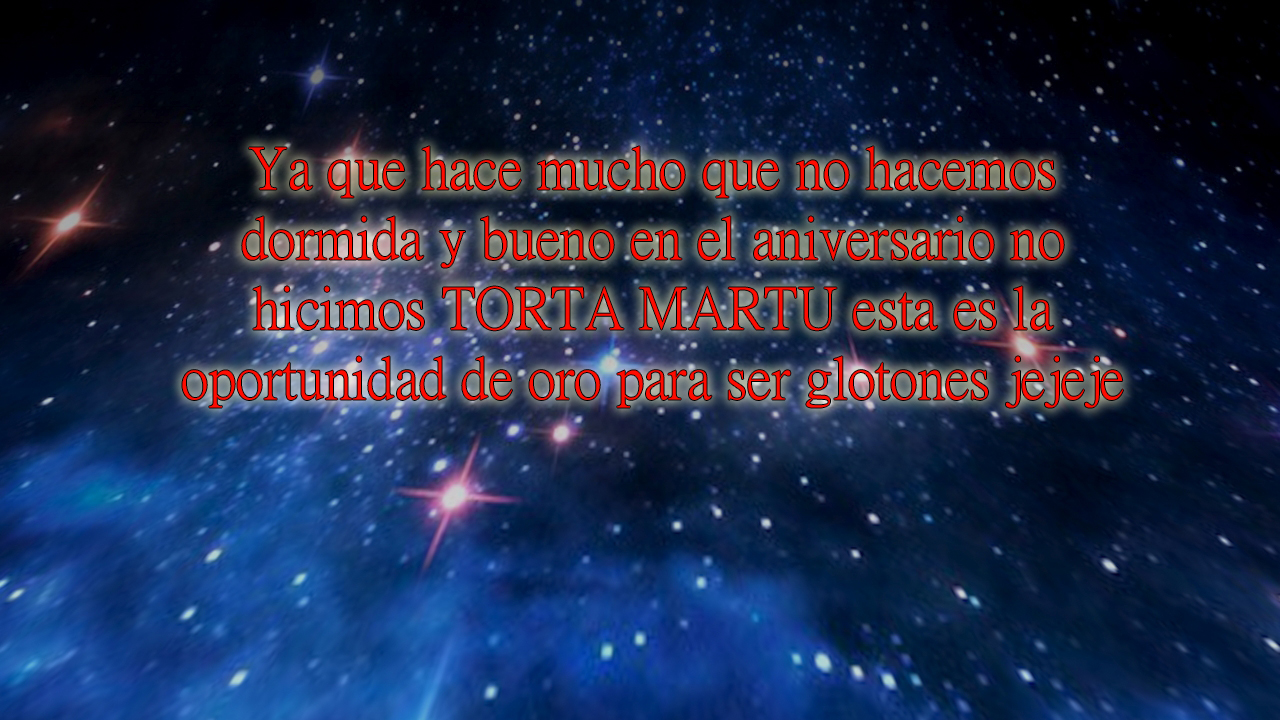 Ya que hace mucho que no hacemos
dormida y bueno en el aniversario no
hicimos TORTA MARTU esta es la
oportunidad de oro para ser glotones jejeje